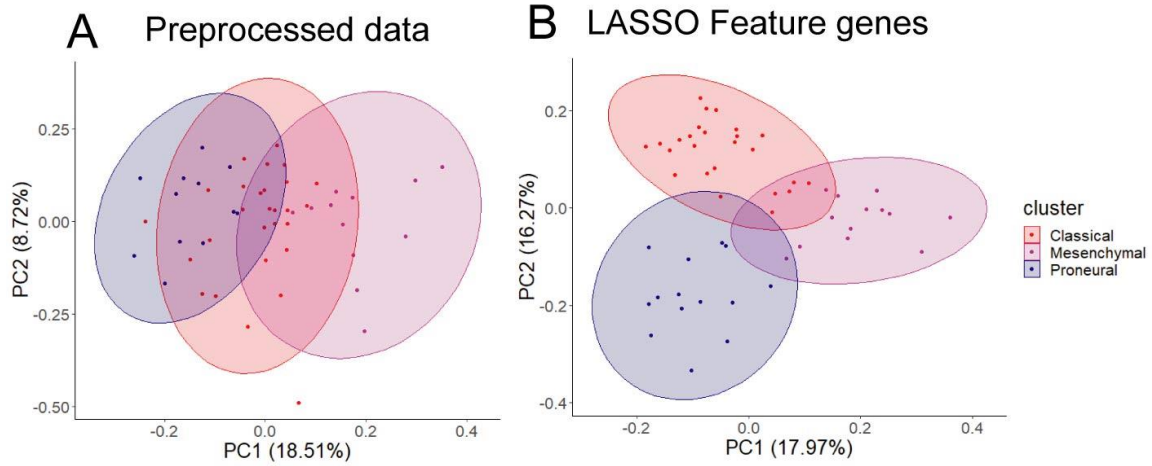 A Preprocessed data
PC2 (8.72%)
0.25
0.00
-0.25
-0.50
-0.2
0.0
0.2
0.4
PC1 (18.51%)
B LASSO Feature genes
PC2 (16.27%)
0.2
0.0
-0.2
-0.4
-0.2
0.0
0.2
0.4
PC1 (17.97%)
cluster
Classical
Mesenchymal
Proneural